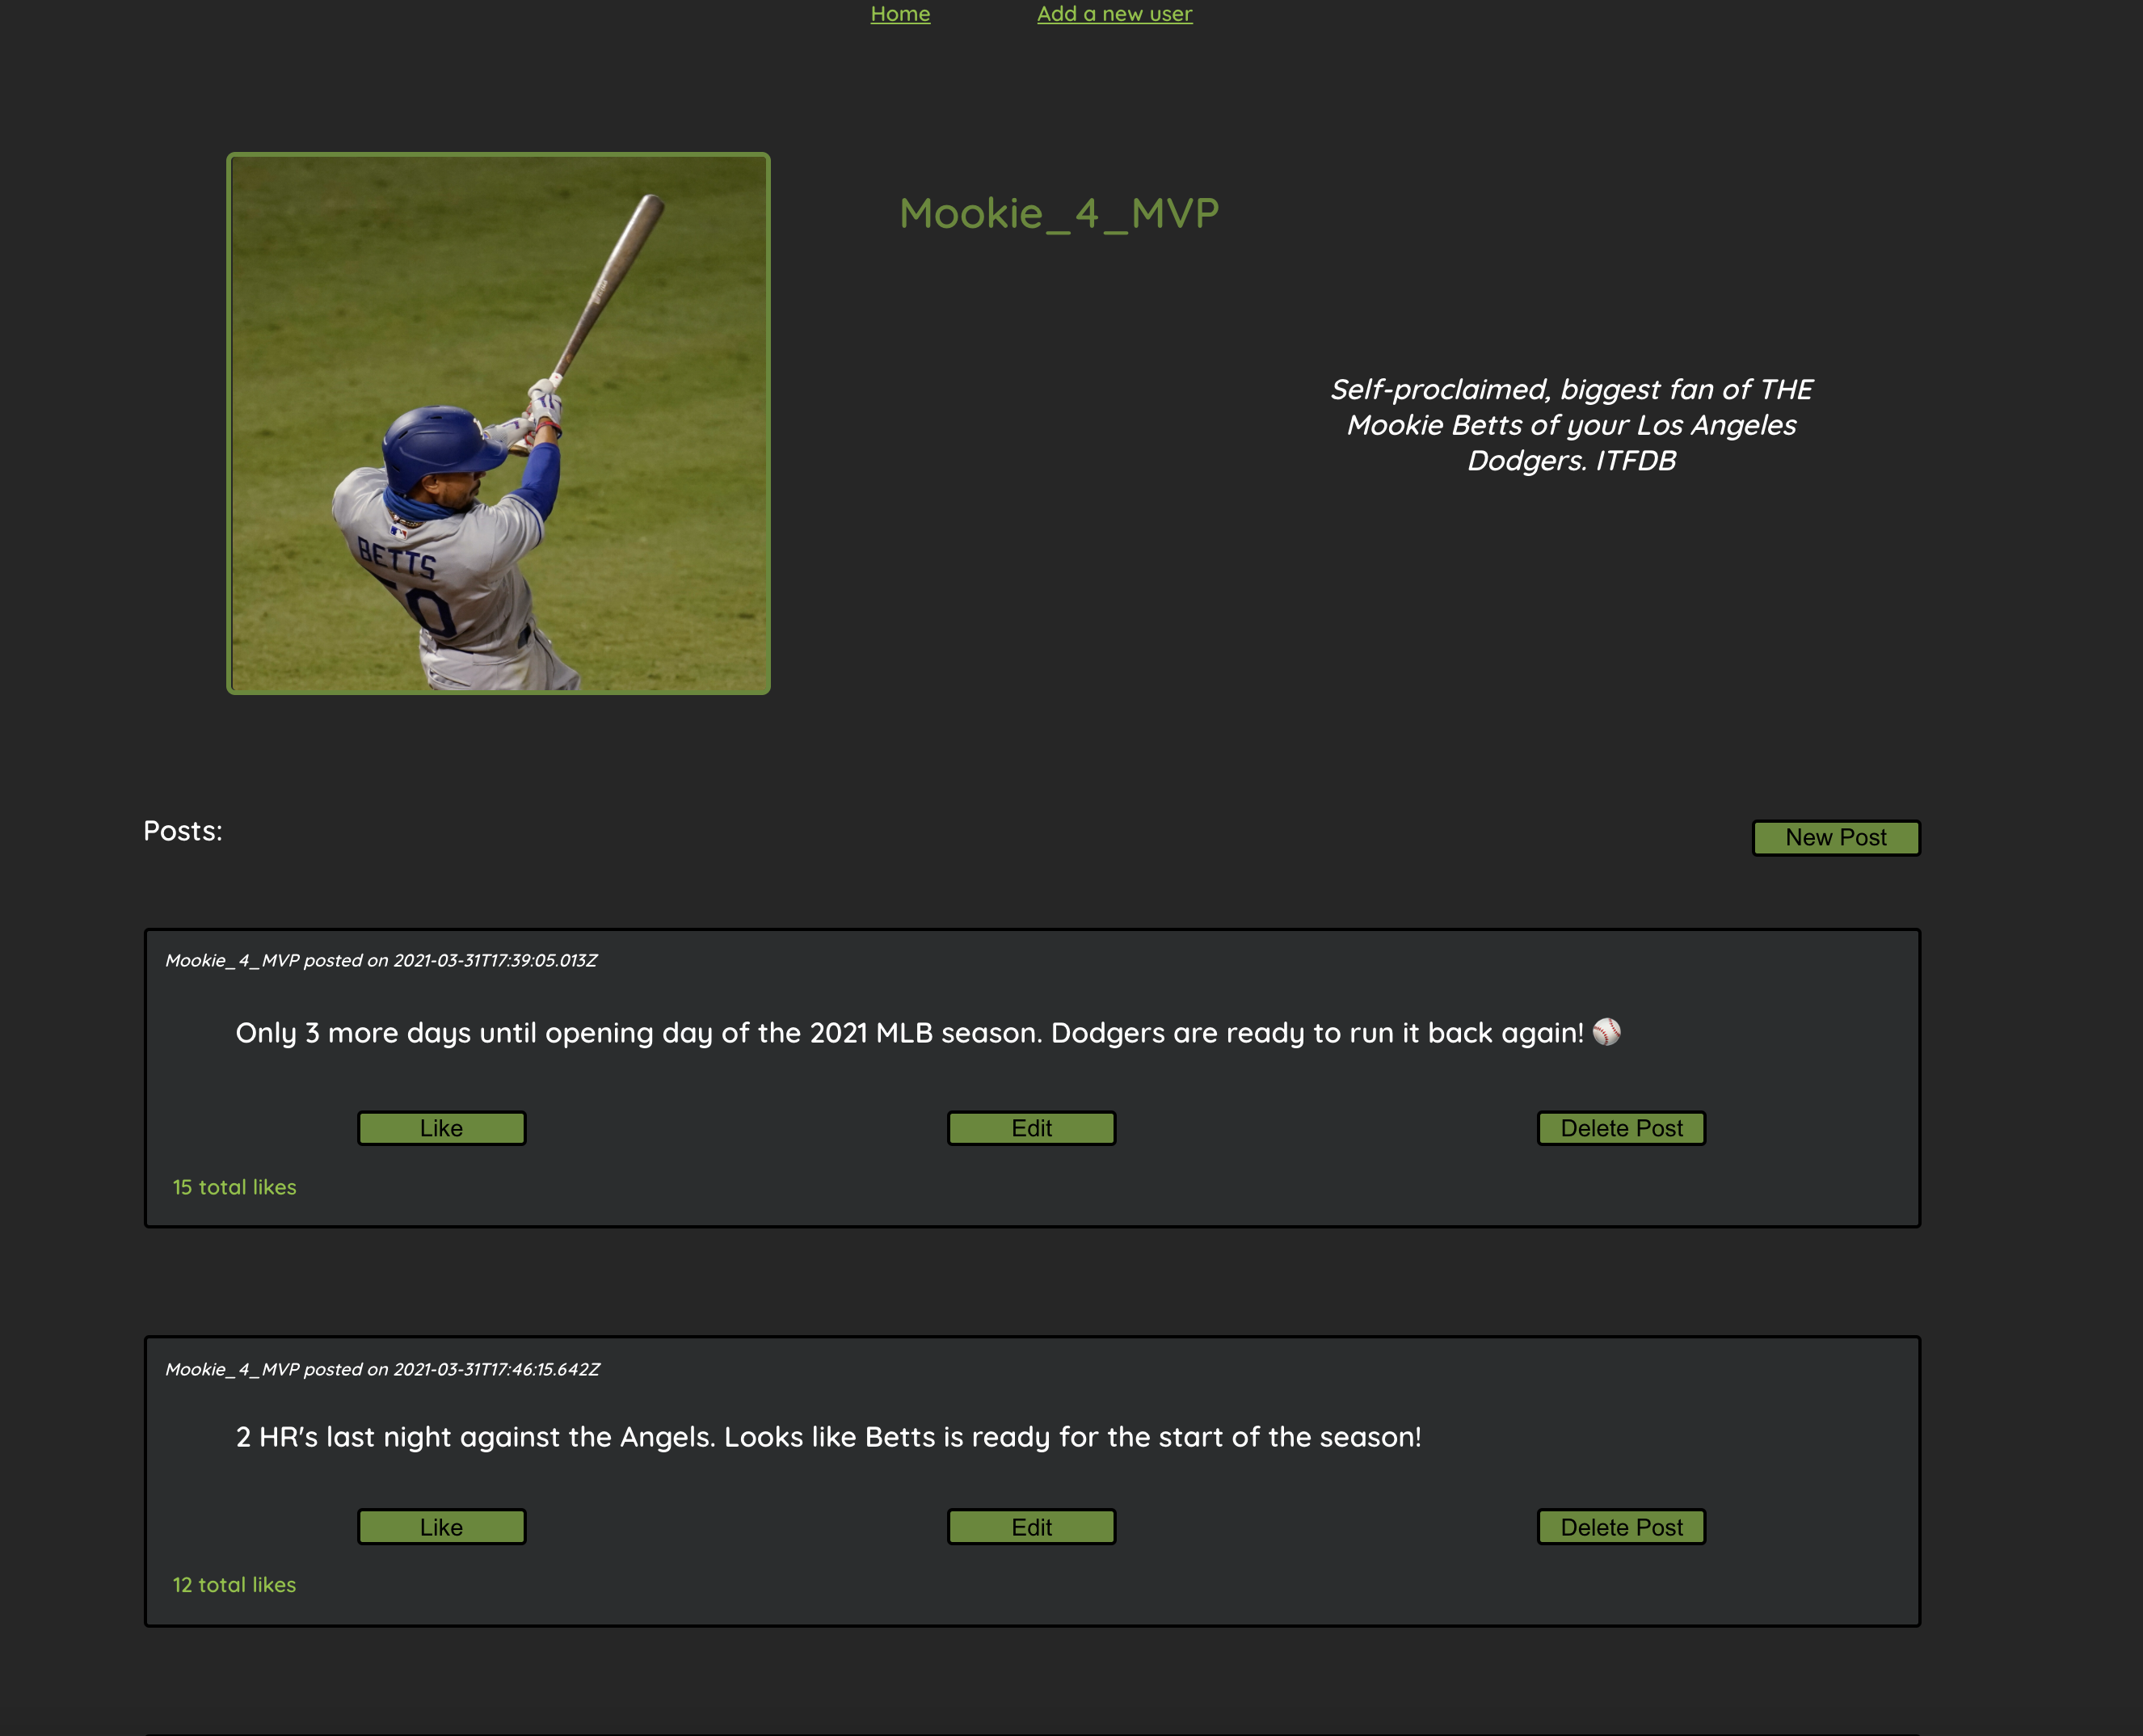 Home Add a new user
Mookie_4_MVP
Self-proclaimed, biggest fan of THE
Mookie Betts of your Los Angeles
Dodgers. ITFDB
BETTS
50
Posts:
New Post
Mookie_4_MVP posted on 2021-03-31T17:39:05.013Z
Only 3 more days until opening day of the 2021 MLB season. Dodgers are ready to run it back again! ⚾
Like Edit Delete Post
15 total likes
Mookie_4_MVP posted on 2021-03-31T17:46:15.642Z
2 HR's last night against the Angels. Looks like Betts is ready for the start of the season!
Like Edit Delete Post
12 total likes